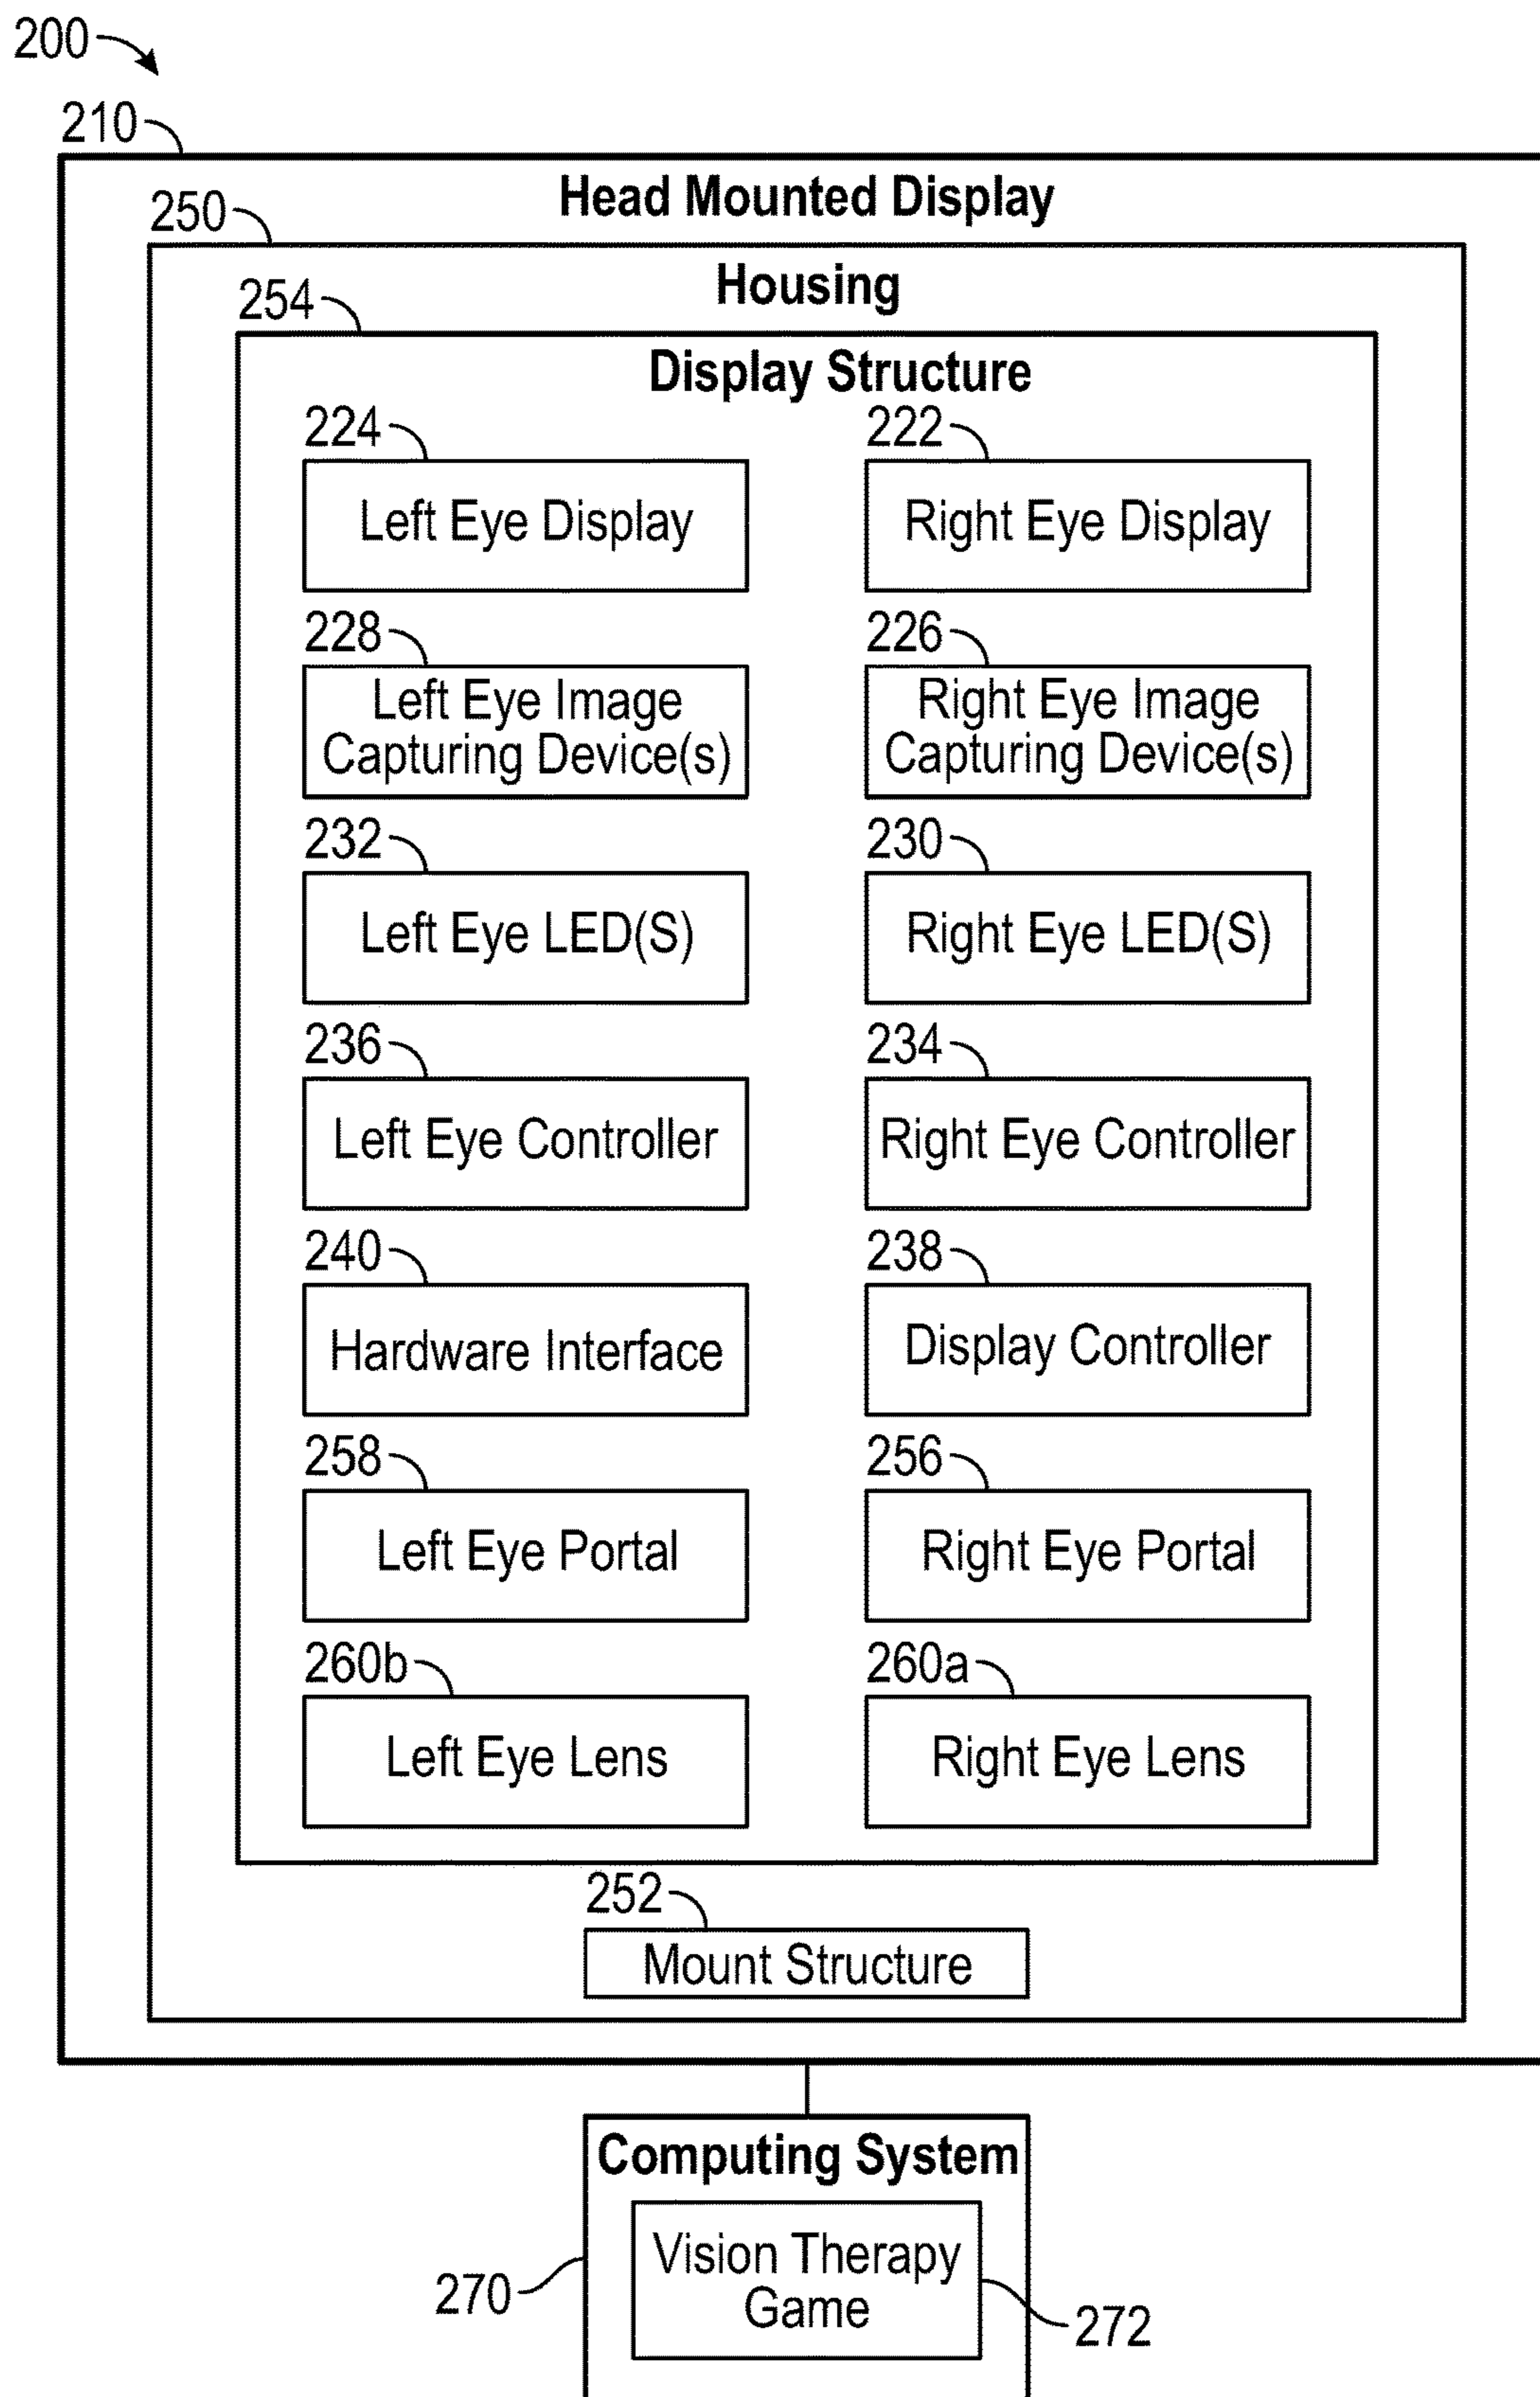 200
210
Head Mounted Display
250
Housing
254
Display Structure
224
222
Left Eye Display
Right Eye Display
228
226
Left Eye Image
Capturing Device(s)
Right Eye Image
Capturing Device(s)
232
230
Left Eye LED(S)
Right Eye LED(S)
236
234
Left Eye Controller
Right Eye Controller
240
238
Hardware Interface
Display Controller
258
256
Left Eye Portal
Right Eye Portal
260b
260a
Left Eye Lens
Right Eye Lens
252
Mount Structure
Computing System
Vision Therapy
Game
270
272